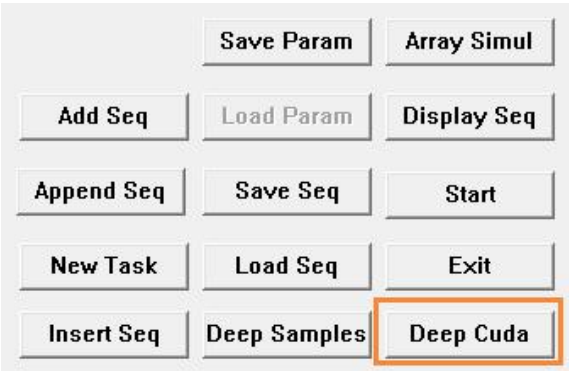 Save Param Array Simul
Add Seq Load Param Display Seq
Append Seq Save Seq Start
New Task Load Seq Exit
Insert Seq Deep Samples Deep Cuda